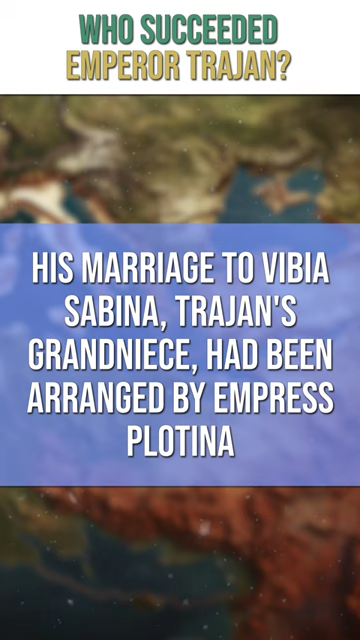 WHO SUCCEEDED
EMPEROR TRAJAN?
HIS MARRIAGE TO VIBIA
SABINA, TRAJAN'S
GRANDNIECE, HAD BEEN
ARRANGED BY EMPRESS
PLOTINA